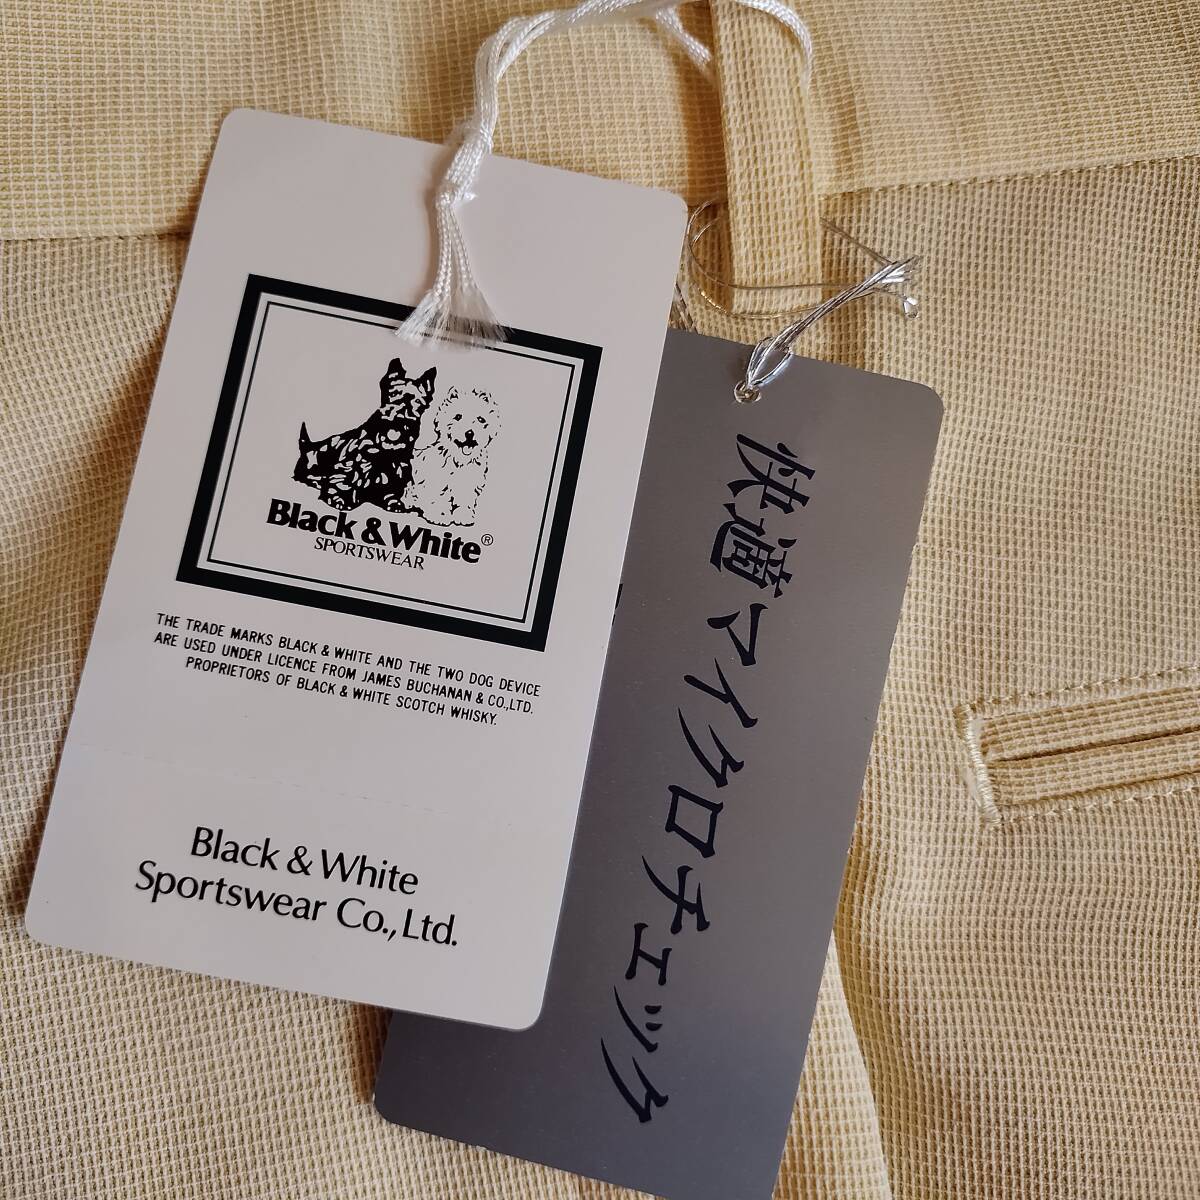 Black & White®
SPORTSWEAR
THE TRADE MARKS BLACK & WHITE AND THE TWO DOG DEVICE
ARE USED UNDER LICENCE FROM JAMES BUCHANAN & CO.,LTD.
PROPRIETORS OF BLACK & WHITE SCOTCH WHISKY.
Black & White
Sportswear Co., Ltd.
快適マイクロチェック